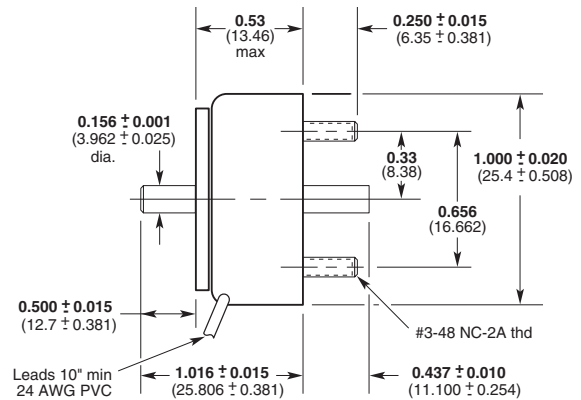 0.53
(13.46)
max
0.250 ± 0.015
(6.35 ± 0.381)
0.156 ± 0.001
(3.962 ± 0.025)
dia.
0.33
(8.38)
1.000 ± 0.020
(25.4 ± 0.508)
0.656
(16.662)
0.500 ± 0.015
(12.7 ± 0.381)
#3-48 NC-2A thd
Leads 10" min
24 AWG PVC
1.016 ± 0.015
(25.806 ± 0.381)
0.437 ± 0.010
(11.100 ± 0.254)